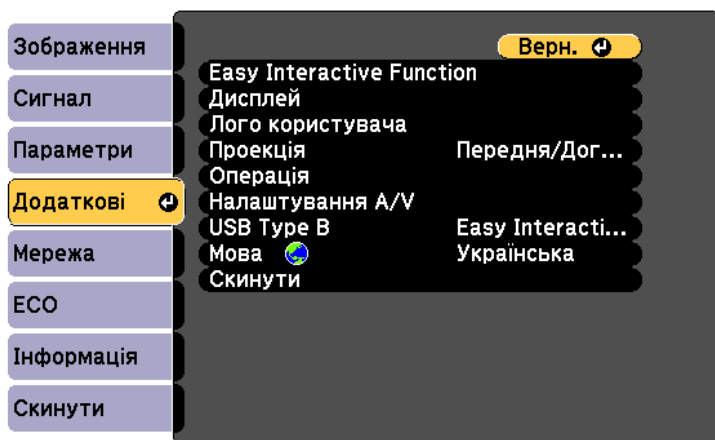 Зображення
Сигнал
Параметри
Додаткові
Мережа
ECO
Інформація
Скинути
Верн.
Easy Interactive Function
Дисплей
Лого користувача
Проекція Передня/Дог...
Операція
Налаштування A/V
USB Type B Easy Interacti...
Мова Українська
Скинути